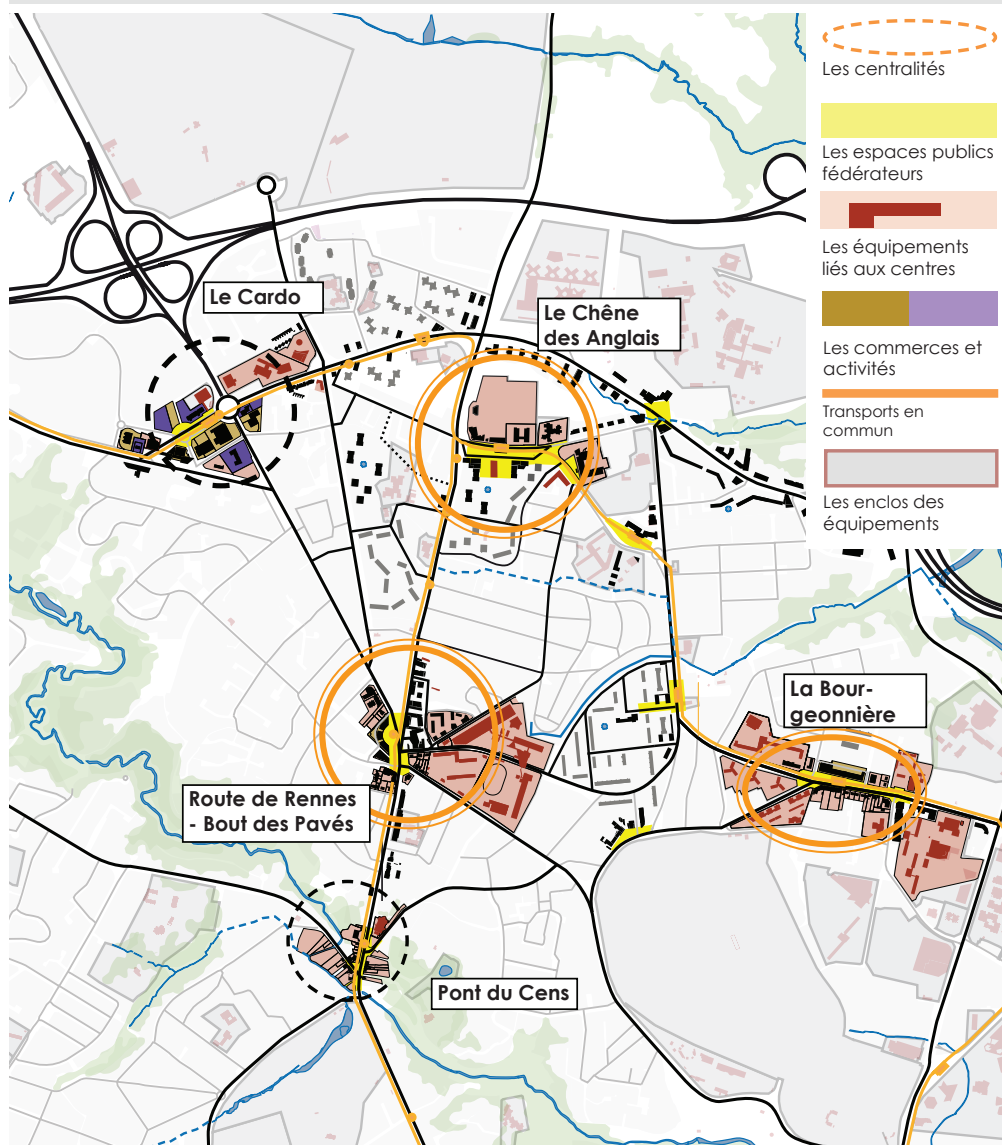 Les centralités
Les espaces publics
fédérateurs
Les équipements
liés aux centres
Les commerces et
activités
Transports en
commun
Les enclos des
équipements
Le Cardo
Le Chêne
des Anglais
La Bour-
geonnière
Route de Rennes
- Bout des Pavés
Pont du Cens